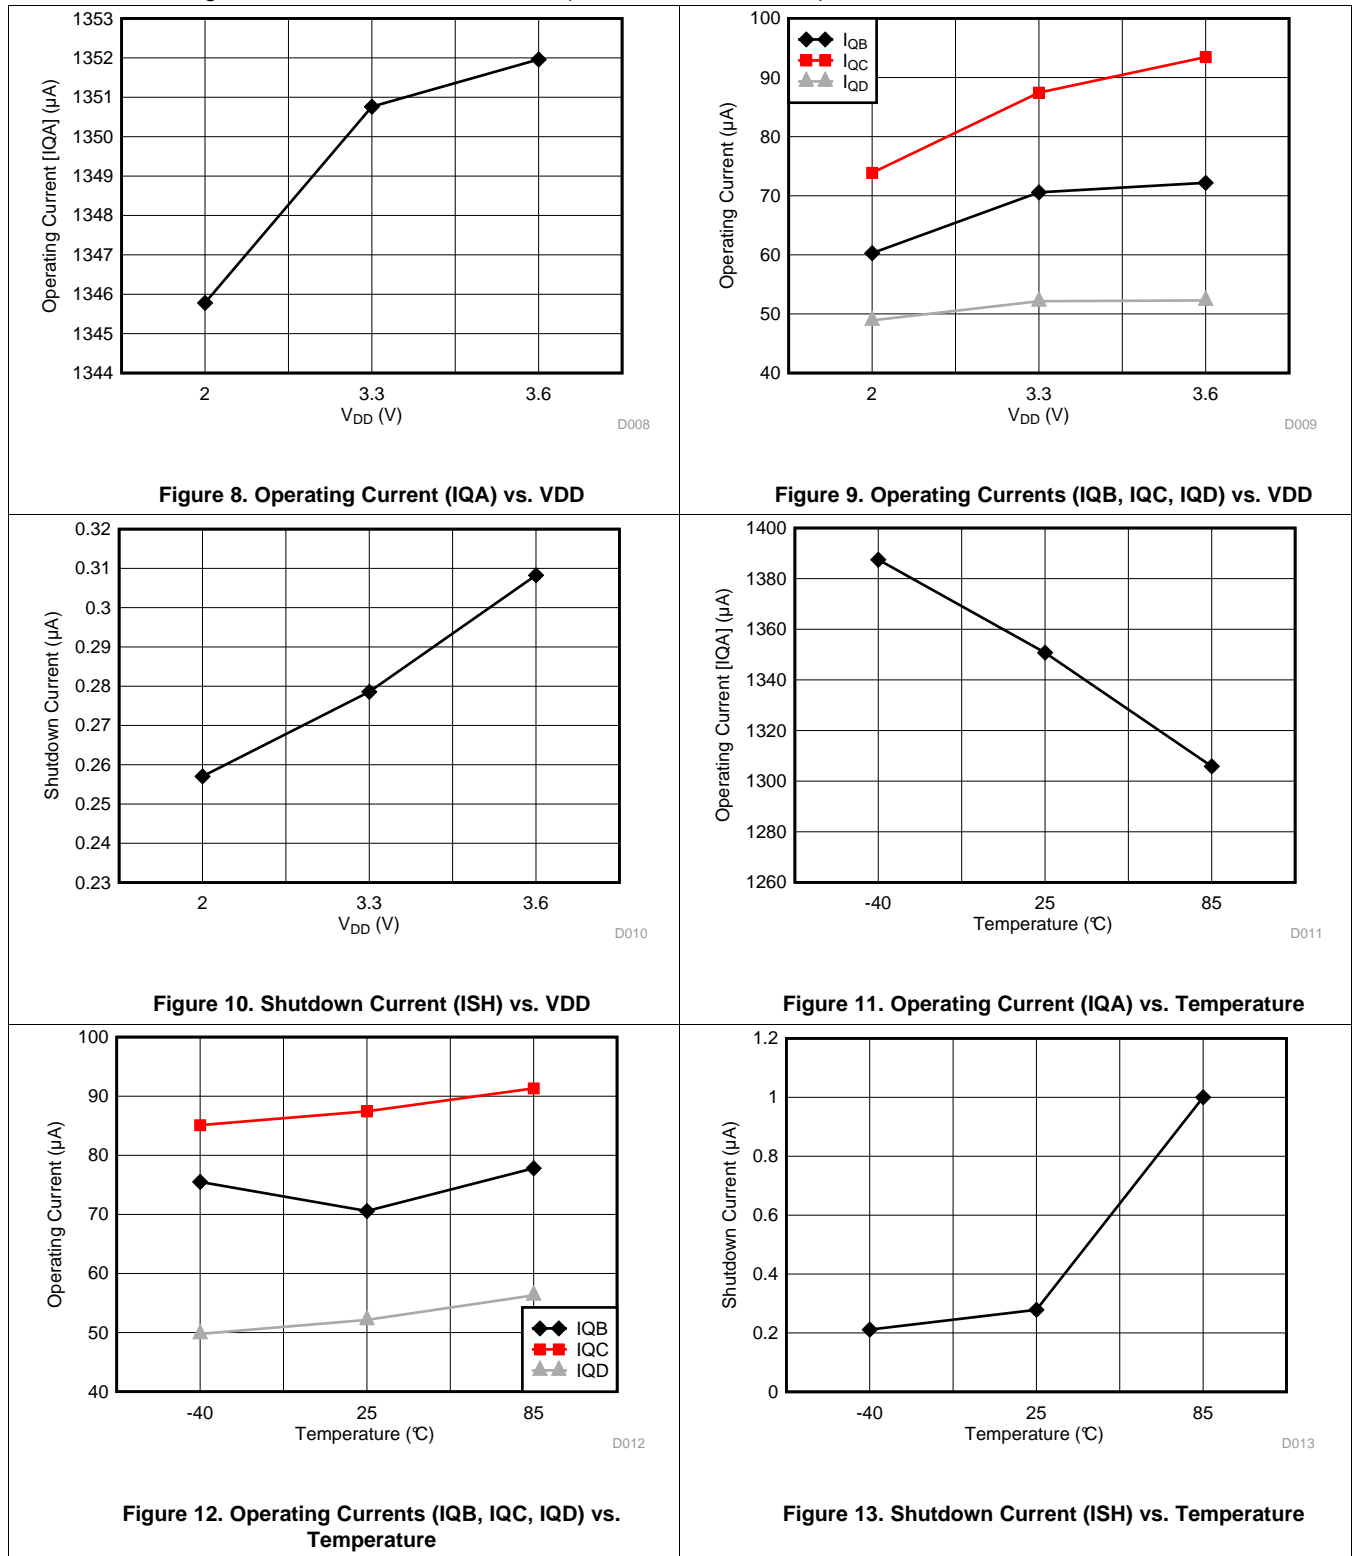 1353
1352
1351
1350
1349
1348
1347
1346
1345
1344
Operating Current [IQA] (µA)
2 3.3 3.6
VDD (V)
D008
Figure 8. Operating Current (IQA) vs. VDD
100
90
80
70
60
50
40
Operating Current (µA)
IQB
IQC
IQD
2 3.3 3.6
VDD (V)
D009
Figure 9. Operating Currents (IQB, IQC, IQD) vs. VDD
0.32
0.31
0.3
0.29
0.28
0.27
0.26
0.25
0.24
0.23
Shutdown Current (µA)
2 3.3 3.6
VDD (V)
D010
Figure 10. Shutdown Current (ISH) vs. VDD
1400
1380
1360
1340
1320
1300
1280
1260
Operating Current [IQA] (µA)
-40 25 85
Temperature (°C)
D011
Figure 11. Operating Current (IQA) vs. Temperature
100
90
80
70
60
50
40
Operating Current (µA)
IQB
IQC
IQD
-40 25 85
Temperature (°C)
D012
Figure 12. Operating Currents (IQB, IQC, IQD) vs.
Temperature
1.2
1
0.8
0.6
0.4
0.2
0
Shutdown Current (µA)
-40 25 85
Temperature (°C)
D013
Figure 13. Shutdown Current (ISH) vs. Temperature